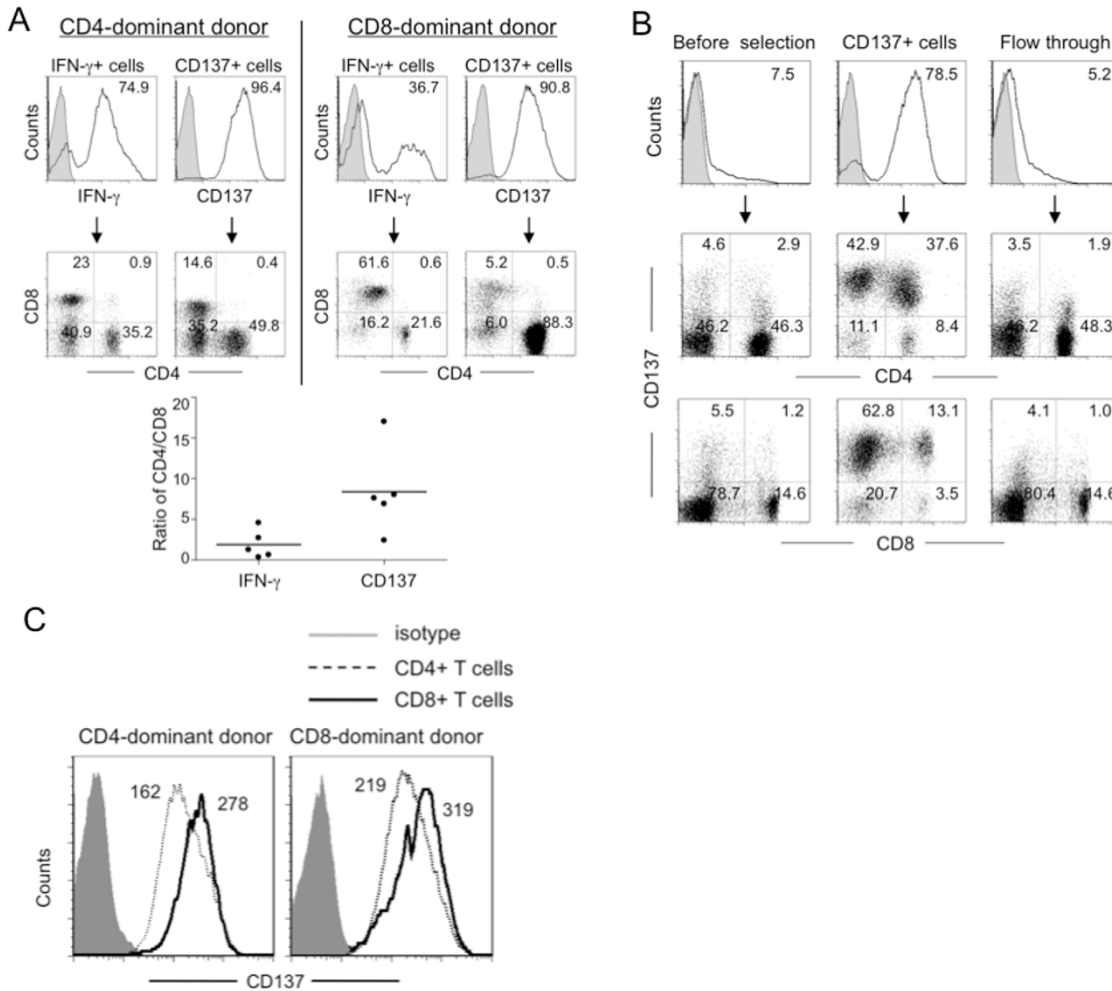 A
CD4-dominant donor
CD8-dominant donor
IFN-γ+ cells
CD137+ cells
IFN-γ+ cells
CD137+ cells
74.9
96.4
36.7
90.8
Counts
Counts
IFN-γ
CD137
IFN-γ
CD137
23 0.9
14.6 0.4
61.6 0.6
5.2 0.5
CD8
CD8
40.9 35.2
35.2 49.8
16.2 21.6
6.0 88.3
CD4
CD4
Ratio of CD4/CD8
20
15
10
5
0
IFN-γ
CD137
B
Before selection
CD137+ cells
Flow through
7.5
78.5
5.2
Counts
4.6 2.9
42.9 37.6
3.5 1.9
46.2 46.3
11.1 8.4
48.3
CD137
CD4
5.5 1.2
62.8 13.1
4.1 1.0
78.7 14.6
20.7 3.5
80.4 14.6
CD8
C
isotype
CD4+ T cells
CD8+ T cells
CD4-dominant donor
CD8-dominant donor
162
278
219
319
Counts
CD137